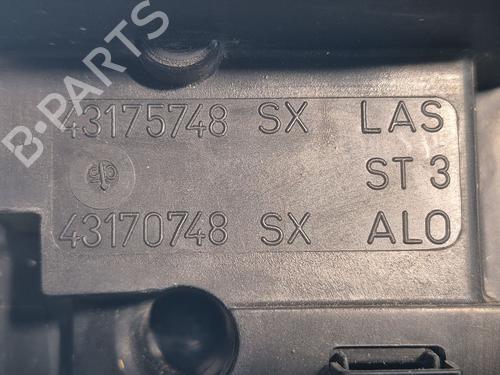 B-PARTS
43175748 SX LAS
ST 3
43170748 SX ALO